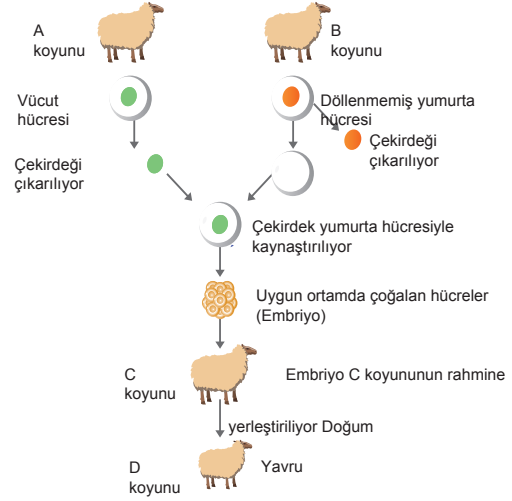 A
koyunu
B
koyunu
Vücut
hücresi
Döllenmemiş yumurta
hücresi
Çekirdeği
çıkarılıyor
Çekirdeği
çıkarılıyor
Çekirdek yumurta hücresiyle
kaynaştırılıyor
Uygun ortamda çoğalan hücreler
(Embriyo)
C
koyunu
Embriyo C koyununun rahmine
yerleştiriliyor Doğum
D
koyunu
Yavru